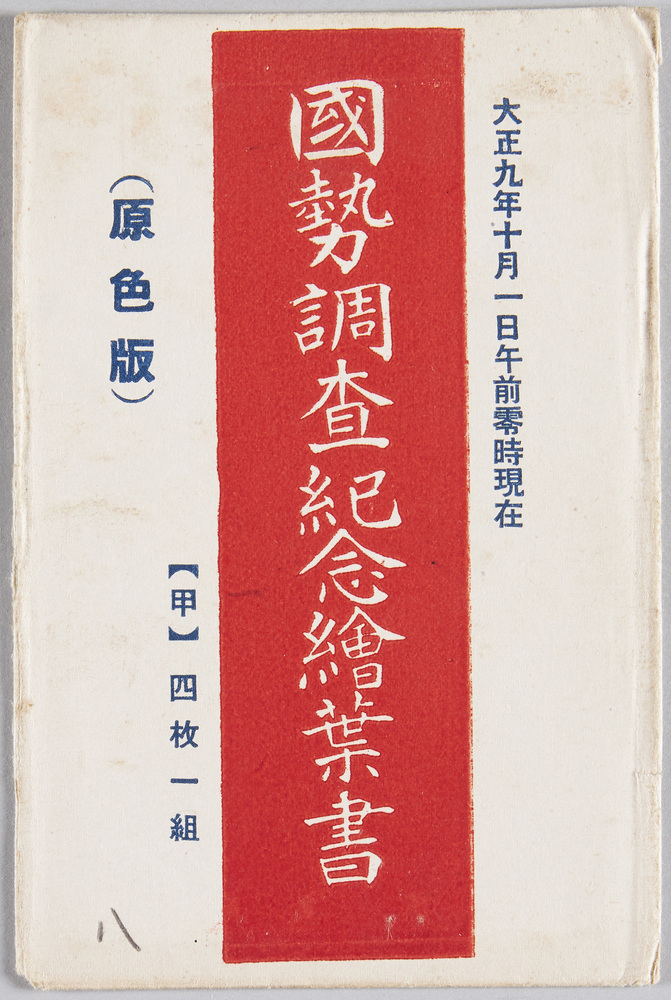 大正九年十月一日午前零時現在
國勢調查紀念繪葉書
（原色版）
【甲】四枚一組
八